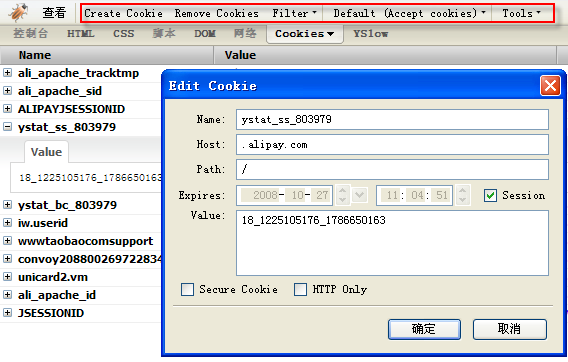 查看 Create Cookie Remove Cookies Filter Default (Accept cookies) Tools
控制台 HTML CSS 脚本 DOM 网络 Cookies YSlow
Name Value
ali_apache_tracktmp
ali_apache_sid
ALIPAYJSESSIONID
ystat_ss_803979
Value
18_1225105176_1786650163
ystat_bc_803979
iw.userid
wwwtaobaocomsupport
convoy208800269722834
unicard2.vm
ali_apache_id
JSESSIONID
Edit Cookie
Name: ystat_ss_803979
Host: .alipay.com
Path: /
Expires: 2008-10-27 11:04:51 Session
Value: 18_1225105176_1786650163
Secure Cookie HTTP Only
确定 取消